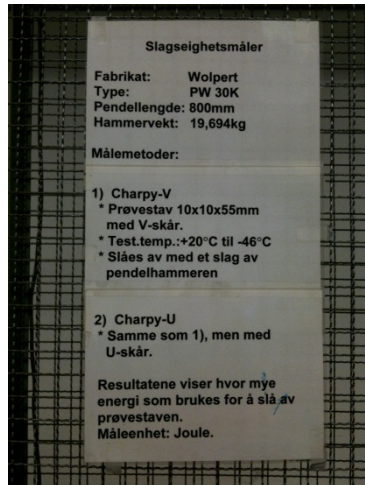 Slagseighetsmåler
Fabrikat: Wolpert
Type: PW 30K
Pendellengde: 800mm
Hammervekt: 19,694kg
Målemetoder:
1) Charpy-V
* Prøvestav 10x10x55mm
med V-skår.
* Test.temp.:+20°C til -46°C
* Slåes av med et slag av
pendelhammeren
2) Charpy-U
* Samme som 1), men med
U-skår.
Resultatene viser hvor mye
energi som brukes for å slå av
prøvestaven.
Måleenhet: Joule.